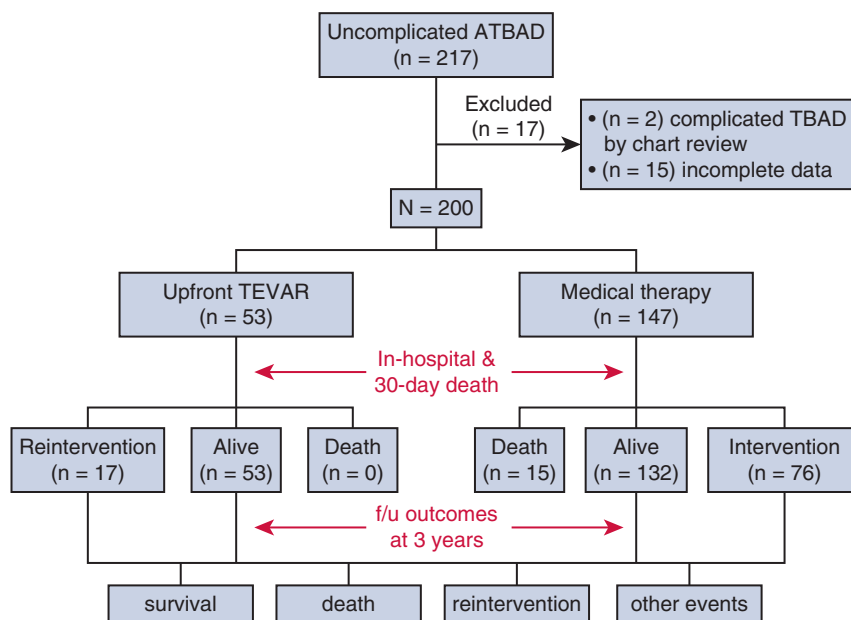 Uncomplicated ATBAD
(n = 217)
Excluded
(n = 17)
• (n = 2) complicated TBAD
by chart review
• (n = 15) incomplete data
N = 200
Upfront TEVAR
(n = 53)
Medical therapy
(n = 147)
In-hospital &
30-day death
Reintervention
(n = 17)
Alive
(n = 53)
Death
(n = 0)
Death
(n = 15)
Alive
(n = 132)
Intervention
(n = 76)
f/u outcomes
at 3 years
survival
death
reintervention
other events